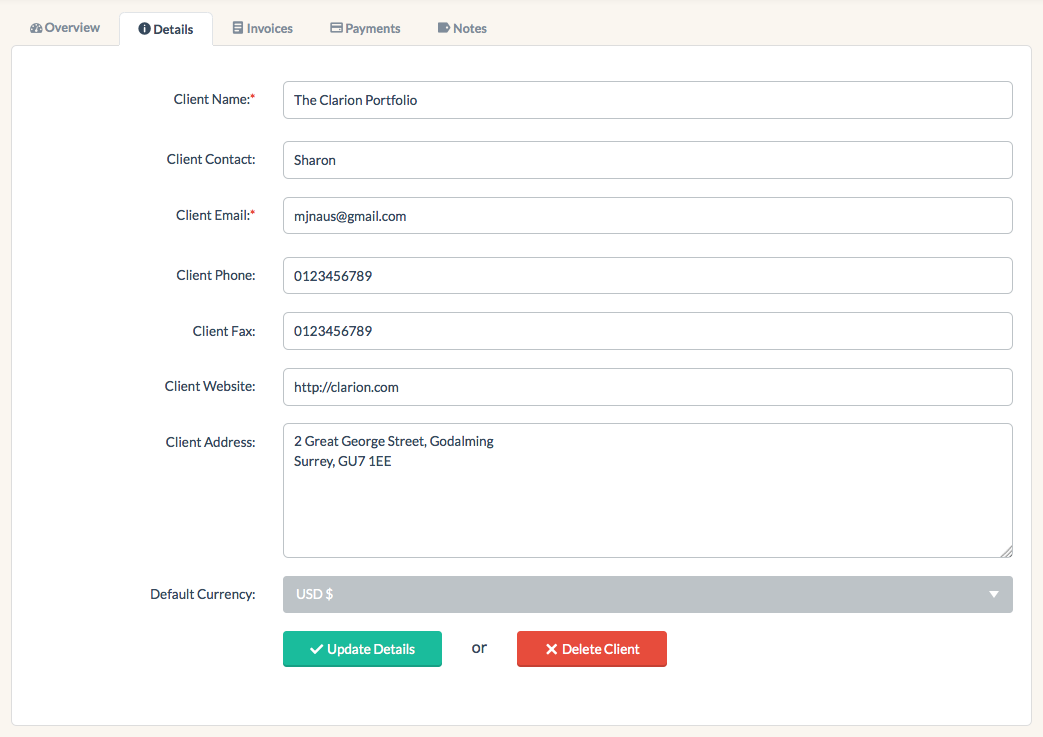 Overview Details Invoices Payments Notes
Client Name:* The Clarion Portfolio
Client Contact: Sharon
Client Email:* mjnaus@gmail.com
Client Phone: 0123456789
Client Fax: 0123456789
Client Website: http://clarion.com
Client Address: 2 Great George Street, Godalming
Surrey, GU7 1EE
Default Currency: USD $
Update Details or Delete Client